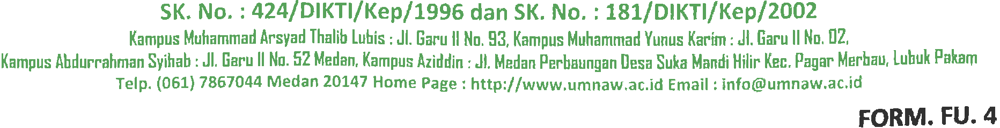 SK. No. : 424/DIKTI/Kep/1996 dan SK. No. : 181/DIKTI/Kep/2002
Kampus Muhammad Arsyad Thalib Lubis : Jl. Garu II No. 93, Kampus Muhammad Yunus Karim : Jl. Garu II No. 02,
Kampus Abdurrahman Syihab : Jl. Garu II No. 52 Medan, Kampus Aziddin : Jl. Medan Perbaungan Desa Suka Mandi Hilir Kec. Pagar Merbau, Lubuk Pakam
Telp. (061) 7867044 Medan 20147 Home Page : http://www.umnaw.ac.id Email : info@umnaw.ac.id
FORM. FU. 4